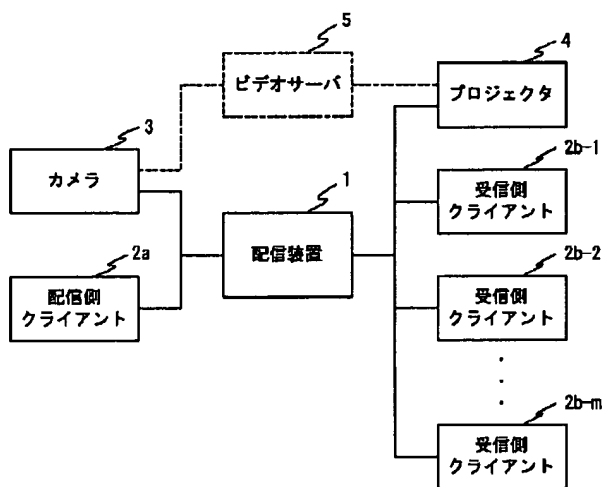 5
ビデオサーバ
4
プロジェクタ
3
カメラ
2b-1
受信側
クライアント
1
配信装置
2a
配信側
クライアント
2b-2
受信側
クライアント
2b-m
受信側
クライアント